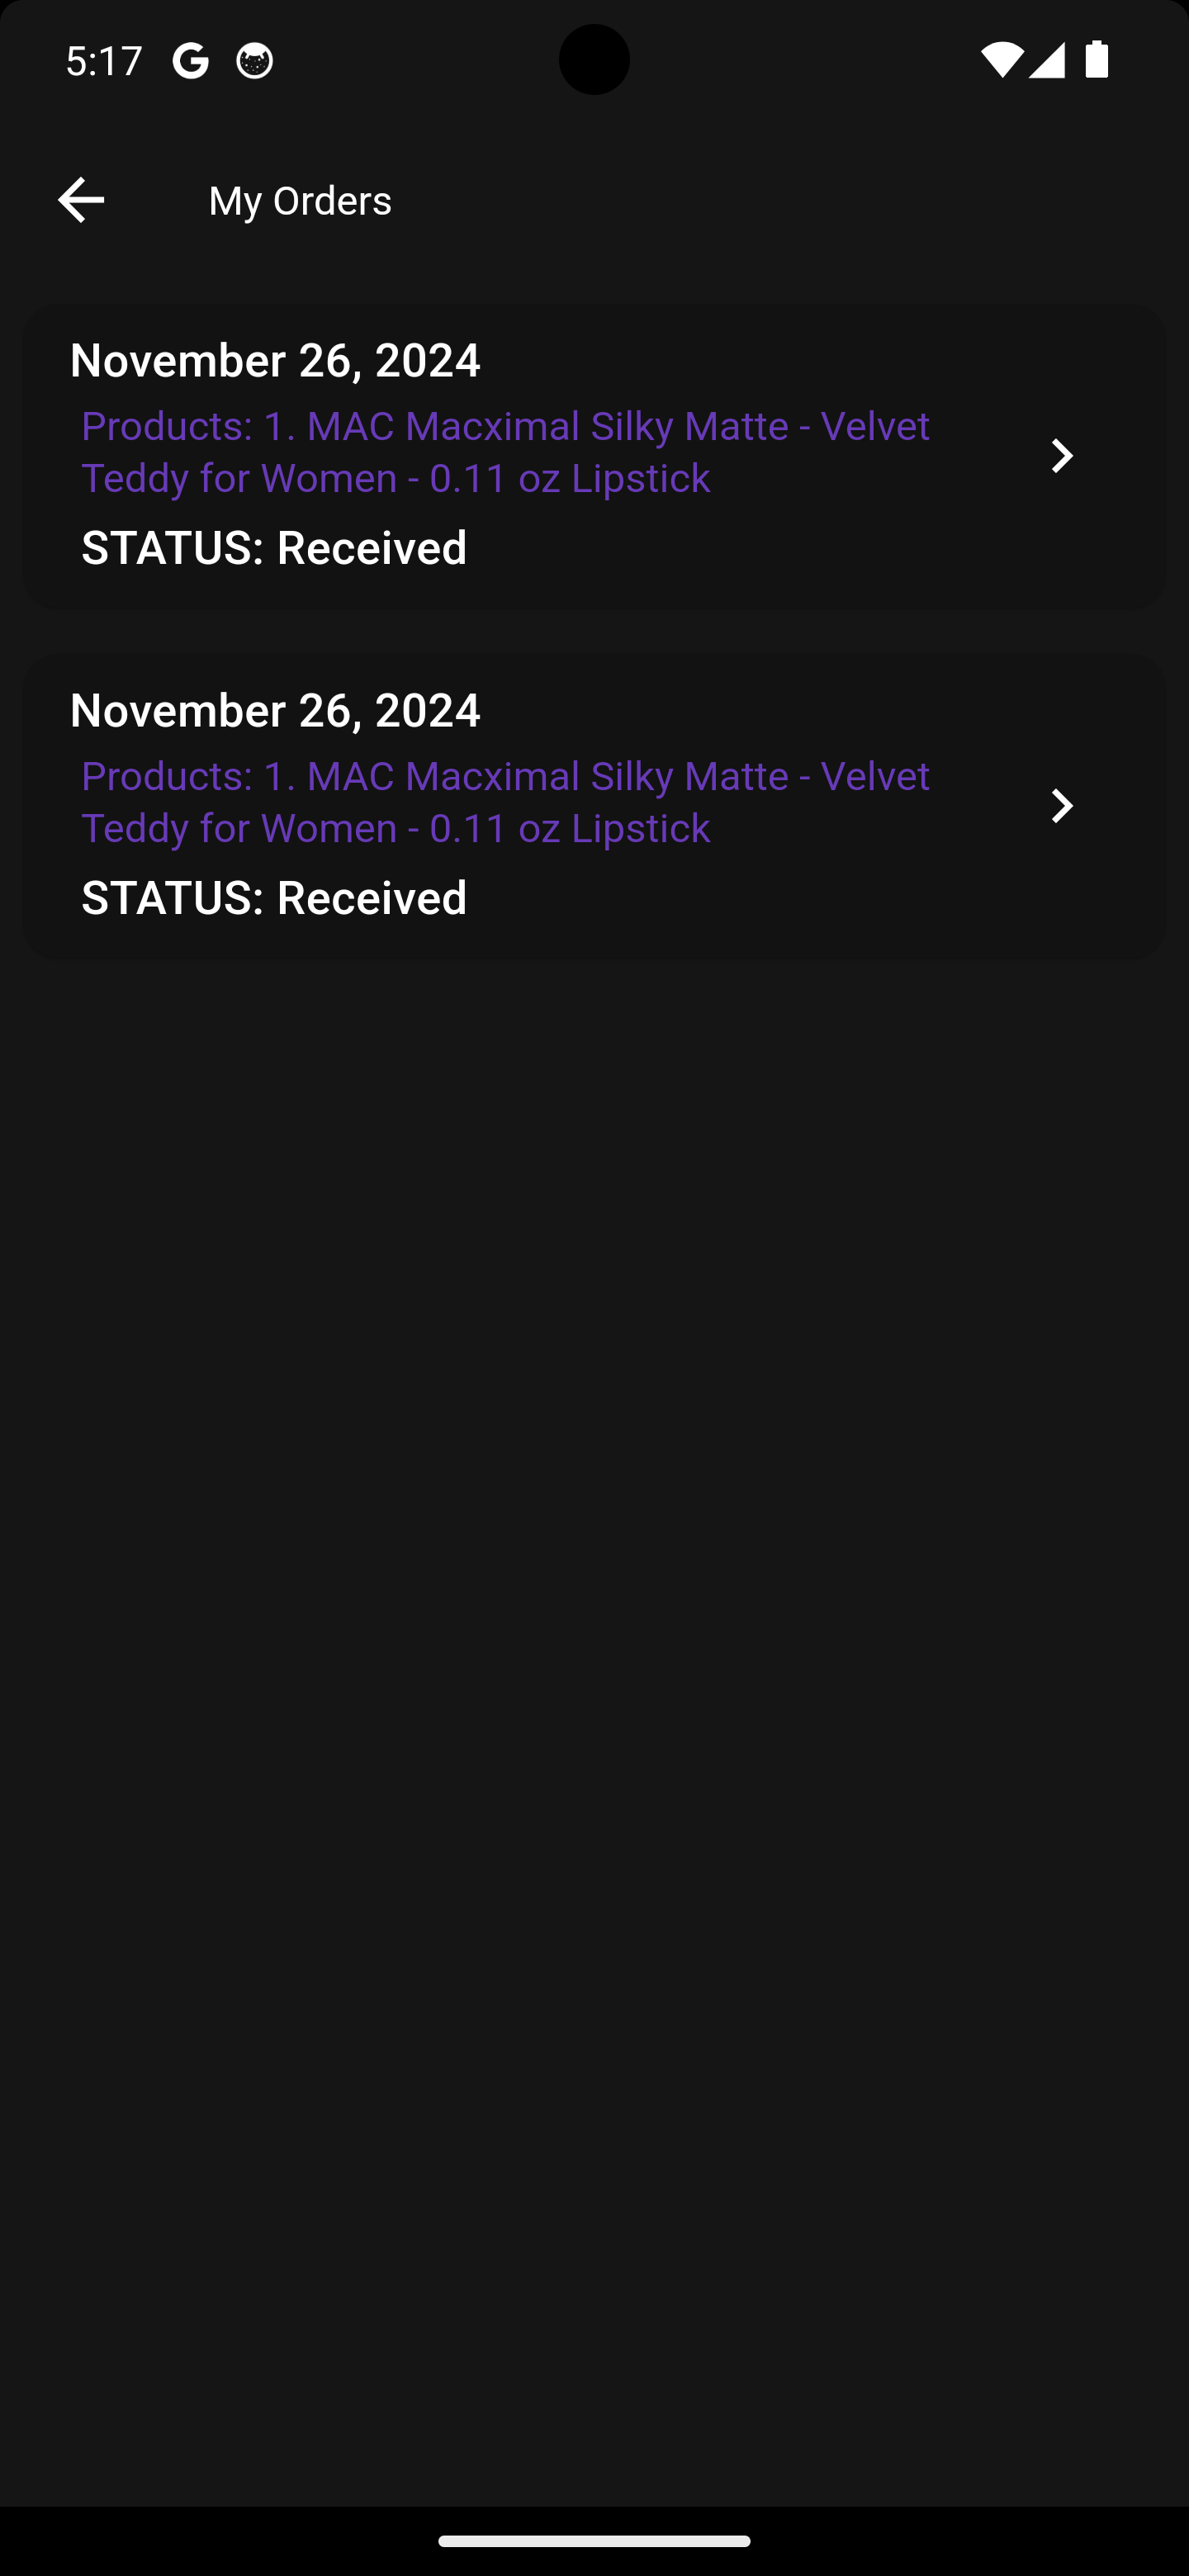 5:17
My Orders
November 26, 2024
Products: 1. MAC Macximal Silky Matte - Velvet
Teddy for Women - 0.11 oz Lipstick
STATUS: Received
November 26, 2024
Products: 1. MAC Macximal Silky Matte - Velvet
Teddy for Women - 0.11 oz Lipstick
STATUS: Received